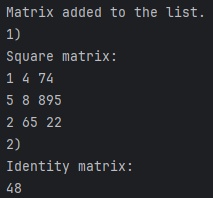 Matrix added to the list.
1)
Square matrix:
1 4 74
5 8 895
2 65 22
2)
Identity matrix:
48